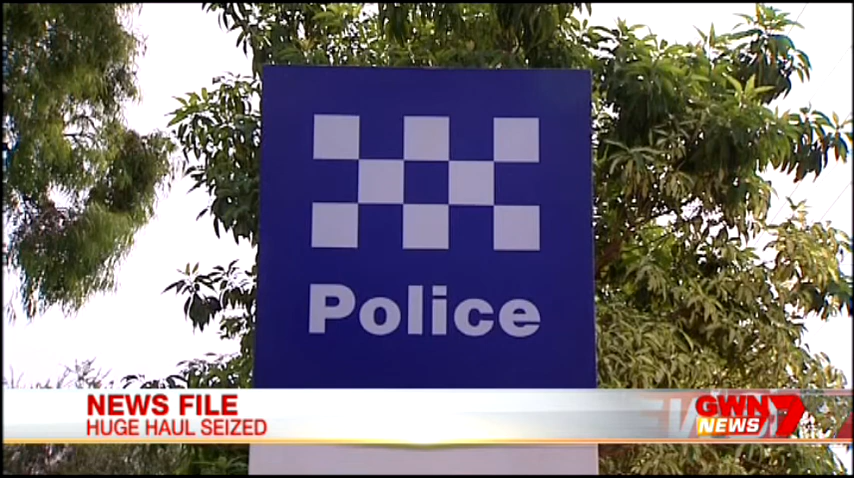 Police
NEWS FILE
HUGE HAUL SEIZED
GWN7
NEWS